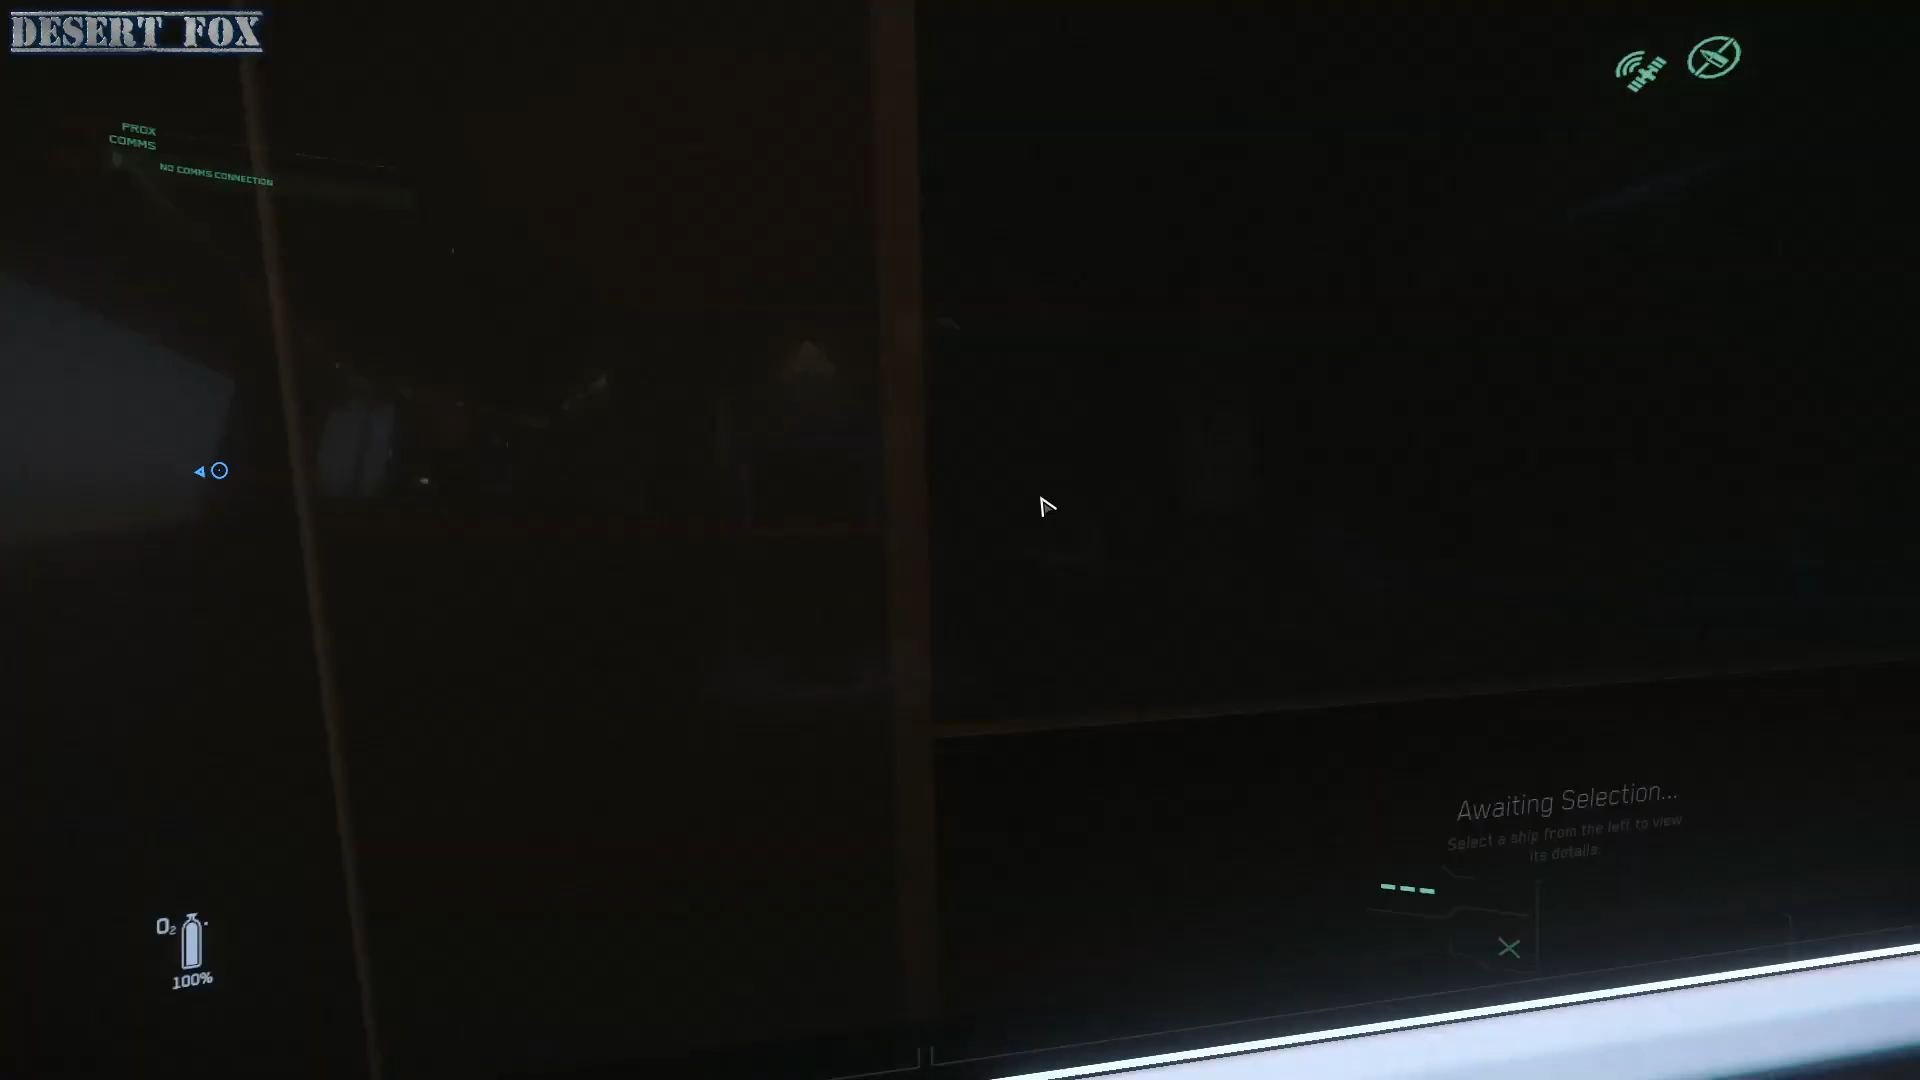 DESERT FOX
PROX
COMMS
NO COMMS CONNECTION
Awaiting Selection...
Select a ship from the left to view
its details.
O₂
100%